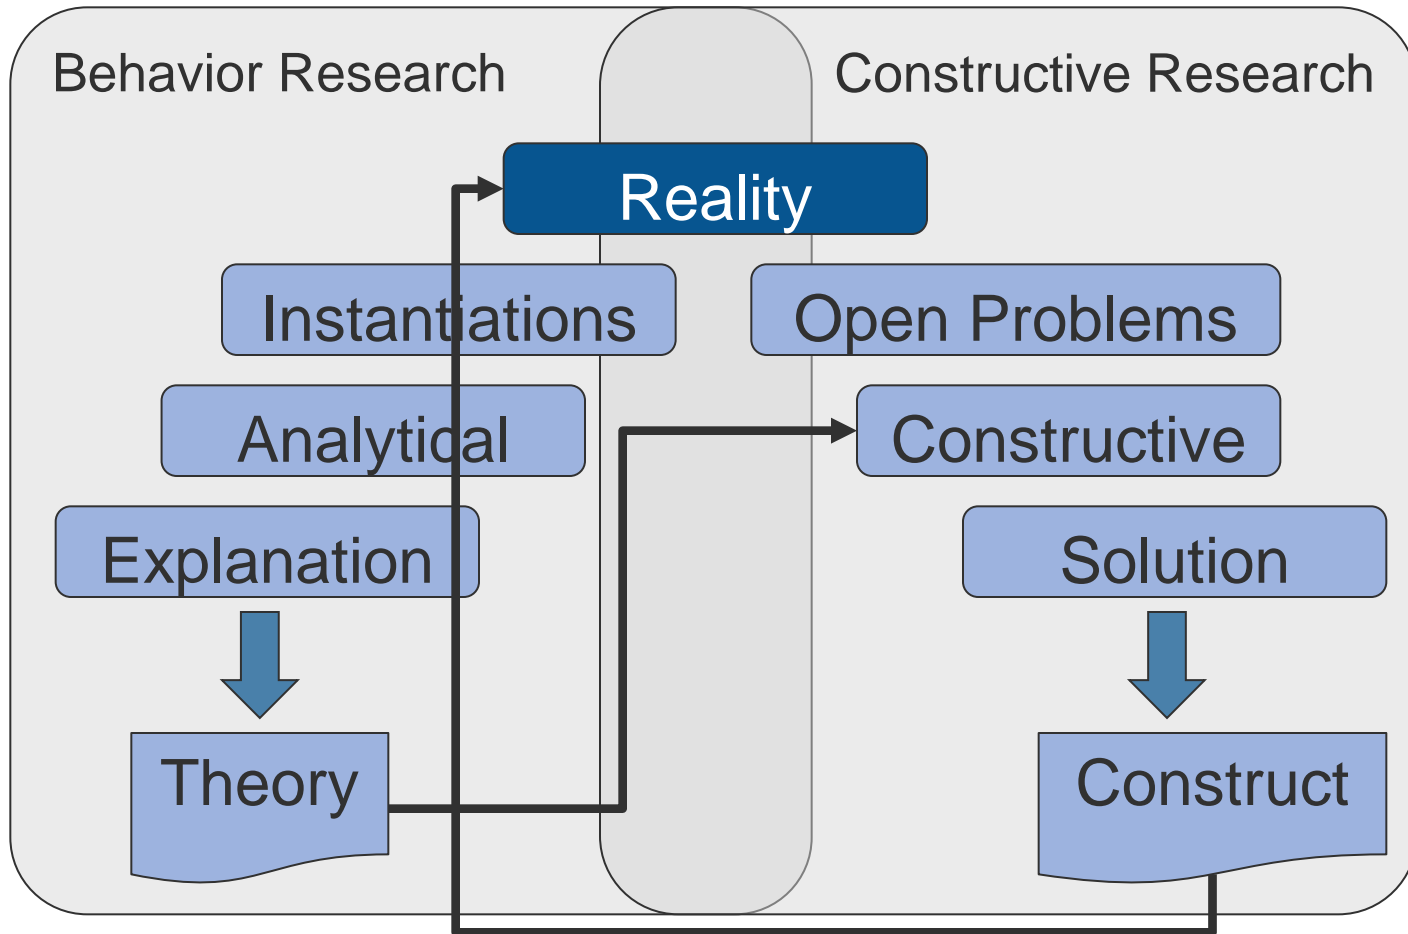 Behavior Research
Constructive Research
Reality
Instantiations
Open Problems
Analytical
Constructive
Explanation
Solution
Theory
Construct